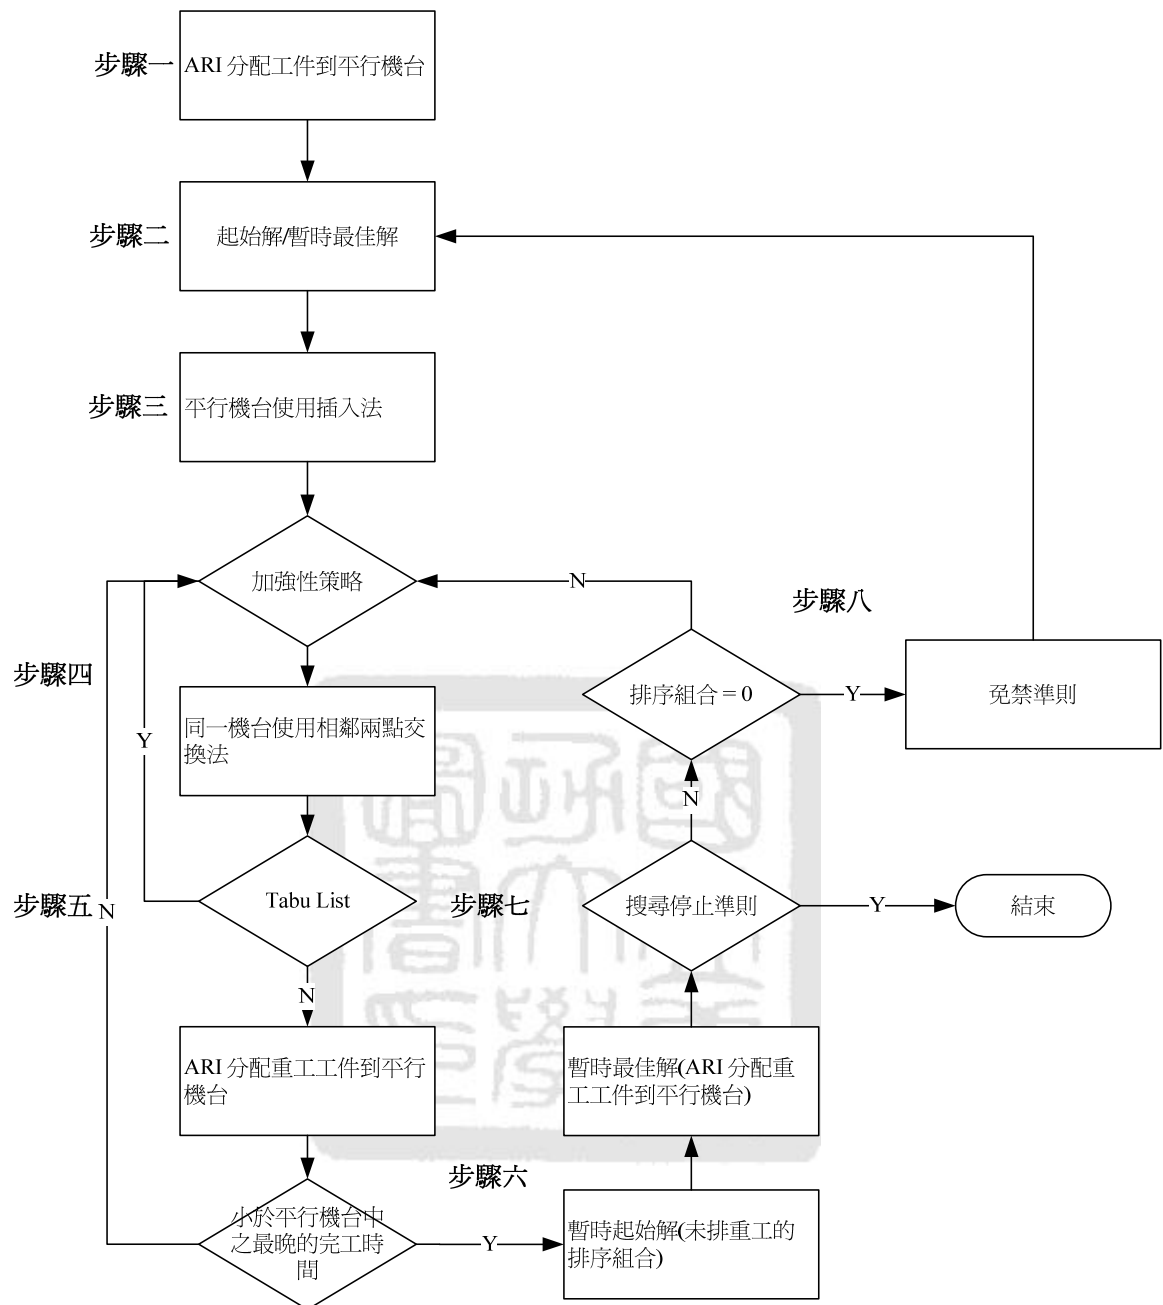 步驟一
ARI 分配工件到平行機台
步驟二
起始解/暫時最佳解
步驟三
平行機台使用插入法
加強性策略
N
步驟八
步驟四
排序組合 = 0
Y
免禁準則
同一機台使用相鄰兩點交
換法
Y
N
步驟五
N
Tabu List
步驟七
搜尋停止準則
Y
結束
N
ARI 分配重工工件到平行
機台
暫時最佳解(ARI 分配重
工工件到平行機台)
步驟六
小於平行機台中
之最晚的完工時
間
Y
暫時起始解(未排重工的
排序組合)